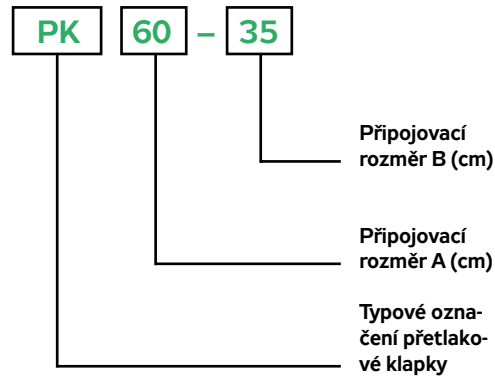 PK 60 – 35
Připojovací
rozměr B (cm)
Připojovací
rozměr A (cm)
Typové ozna-
čení přetlako-
vé klapky